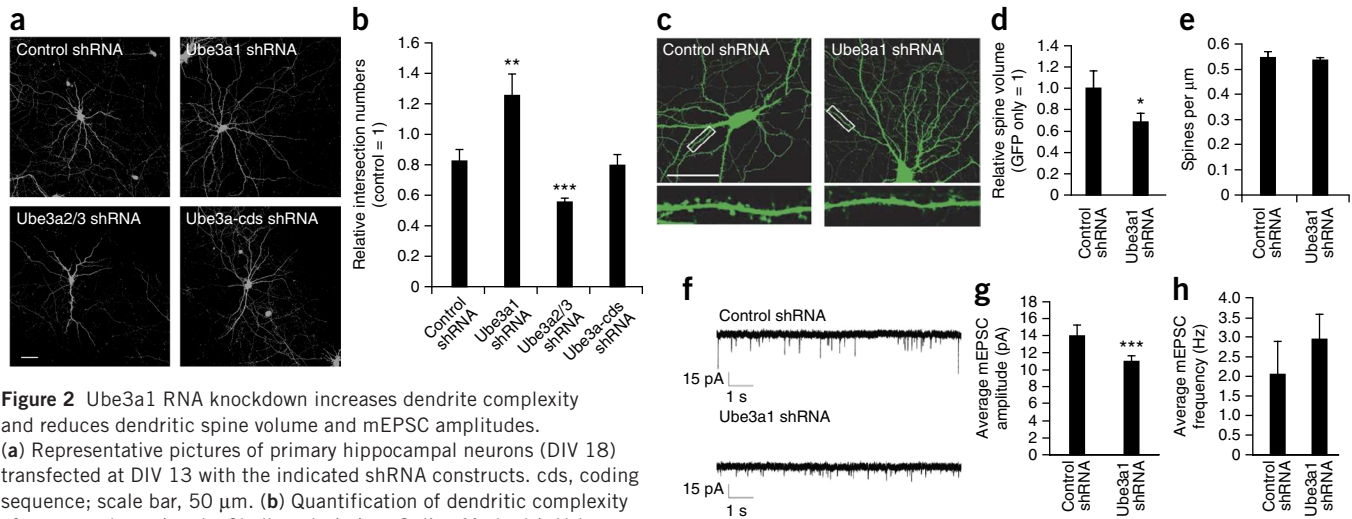 a
Control shRNA
Ube3a1 shRNA
Ube3a2/3 shRNA
Ube3a-cds shRNA
b
Relative intersection numbers
(control = 1)
1.6
1.4
1.2
1.0
0.8
0.6
0.4
0.2
0
**
***
Control
shRNA
Ube3a1
shRNA
Ube3a2/3
shRNA
Ube3a-cds
shRNA
c
Control shRNA
Ube3a1 shRNA
d
Relative spine volume
(GFP only = 1)
1.4
1.2
1.0
0.8
0.6
0.4
0.2
0
*
Control
shRNA
Ube3a1
shRNA
e
Spines per µm
0.6
0.5
0.4
0.3
0.2
0.1
0
Control
shRNA
Ube3a1
shRNA
f
Control shRNA
15 pA
1 s
Ube3a1 shRNA
15 pA
1 s
g
Average mEPSC
amplitude (pA)
18
16
14
12
10
8
6
4
2
0
***
Control
shRNA
Ube3a1
shRNA
h
Average mEPSC
frequency (Hz)
4.0
3.5
3.0
2.5
2.0
1.5
1.0
0.5
0
Control
shRNA
Ube3a1
shRNA
Figure 2 Ube3a1 RNA knockdown increases dendrite complexity
and reduces dendritic spine volume and mEPSC amplitudes.
(a) Representative pictures of primary hippocampal neurons (DIV 18)
transfected at DIV 13 with the indicated shRNA constructs. cds, coding
sequence; scale bar, 50 µm. (b) Quantification of dendritic complexity